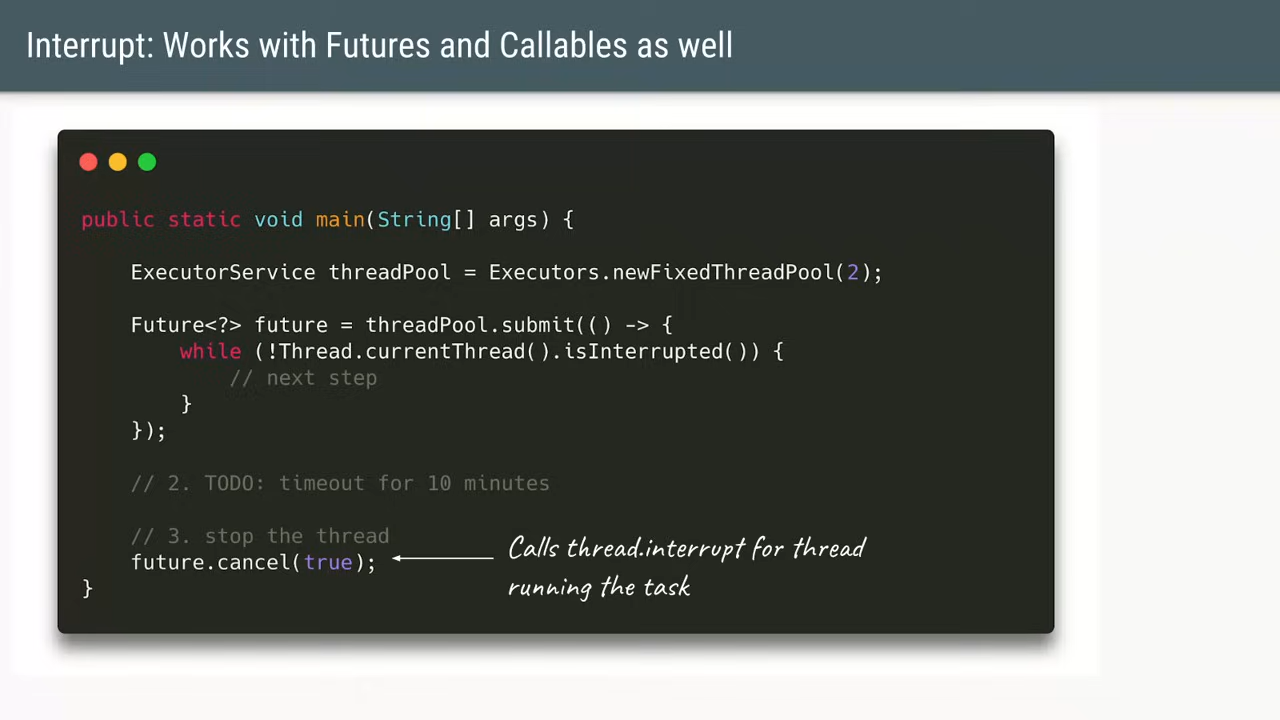 Interrupt: Works with Futures and Callables as well
public static void main(String[] args) {
ExecutorService threadPool = Executors.newFixedThreadPool(2);
Future<?> future = threadPool.submit(() -> {
while (!Thread.currentThread().isInterrupted()) {
// next step
}
});
// 2. TODO: timeout for 10 minutes
// 3. stop the thread
future.cancel(true);
Calls thread.interrupt for thread
running the task
}